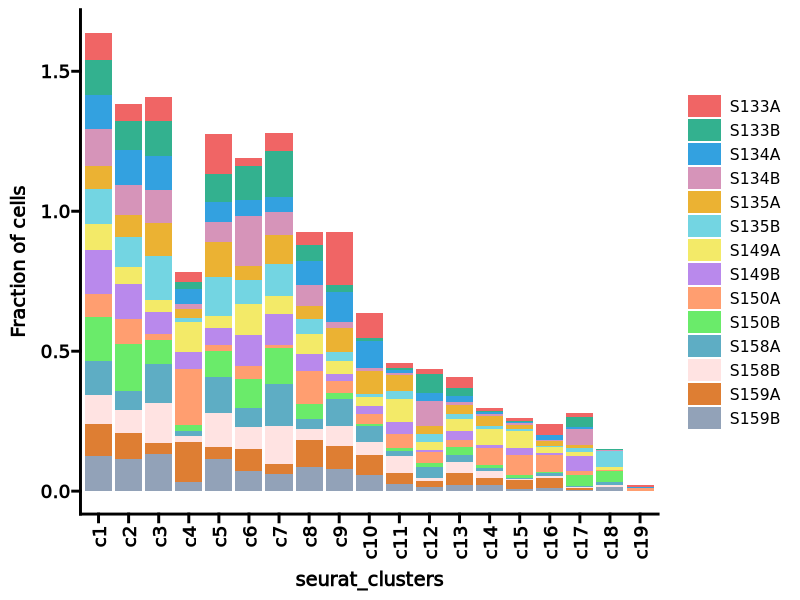 1.5
1.0
0.5
0.0
Fraction of cells
c1
c2
c3
c4
c5
c6
c7
c8
c9
c10
c11
c12
c13
c14
c15
c16
c17
c18
c19
seurat_clusters
S133A
S133B
S134A
S134B
S135A
S135B
S149A
S149B
S150A
S150B
S158A
S158B
S159A
S159B